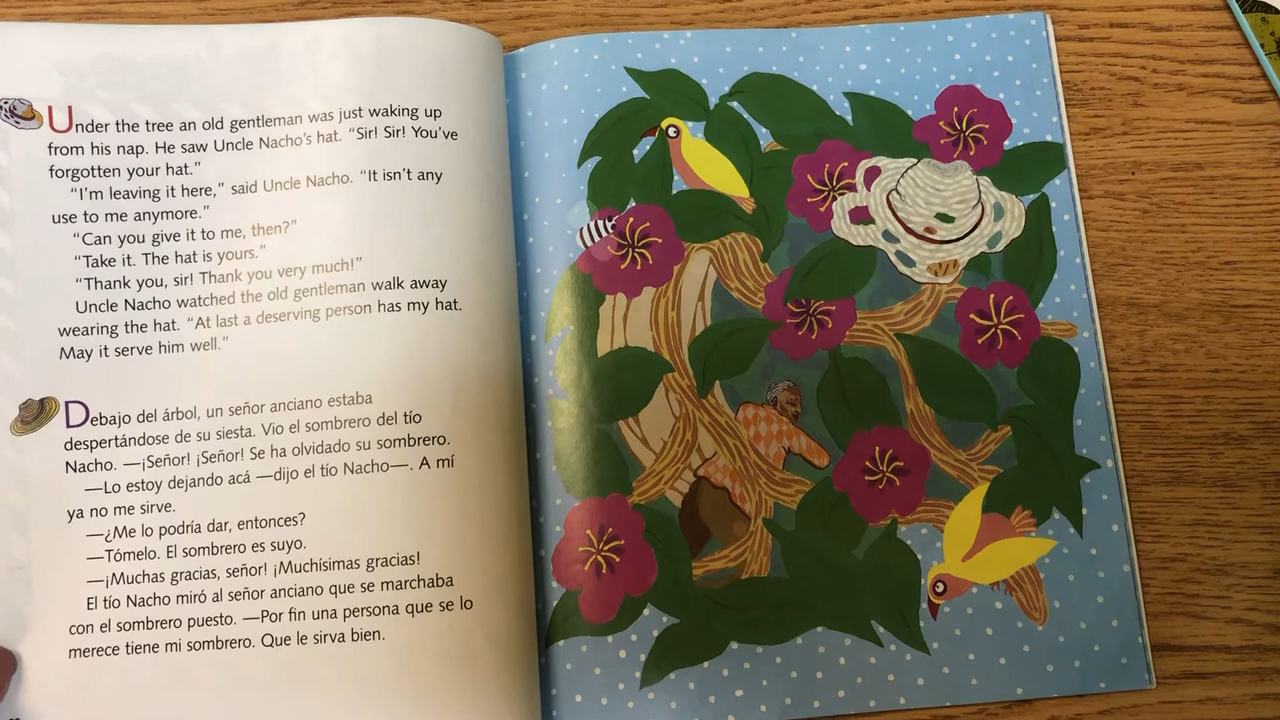 Under the tree an old gentleman was just waking up
from his nap. He saw Uncle Nacho's hat. “Sir! Sir! You've
forgotten your hat.”
“I'm leaving it here,” said Uncle Nacho. “It isn't any
use to me anymore.”
“Can you give it to me, then?”
“Take it. The hat is yours.”
“Thank you, sir! Thank you very much!”
Uncle Nacho watched the old gentleman walk away
wearing the hat. “At last a deserving person has my hat.
May it serve him well.”
Debajo del árbol, un señor anciano estaba
despertándose de su siesta. Vio el sombrero del tío
Nacho. —¡Señor! ¡Señor! Se ha olvidado su sombrero.
—Lo estoy dejando acá —dijo el tío Nacho—. A mí
ya no me sirve.
—¿Me lo podría dar, entonces?
—Tómelo. El sombrero es suyo.
—¡Muchas gracias, señor! ¡Muchísimas gracias!
El tío Nacho miró al señor anciano que se marchaba
con el sombrero puesto. —Por fin una persona que se lo
merece tiene mi sombrero. Que le sirva bien.